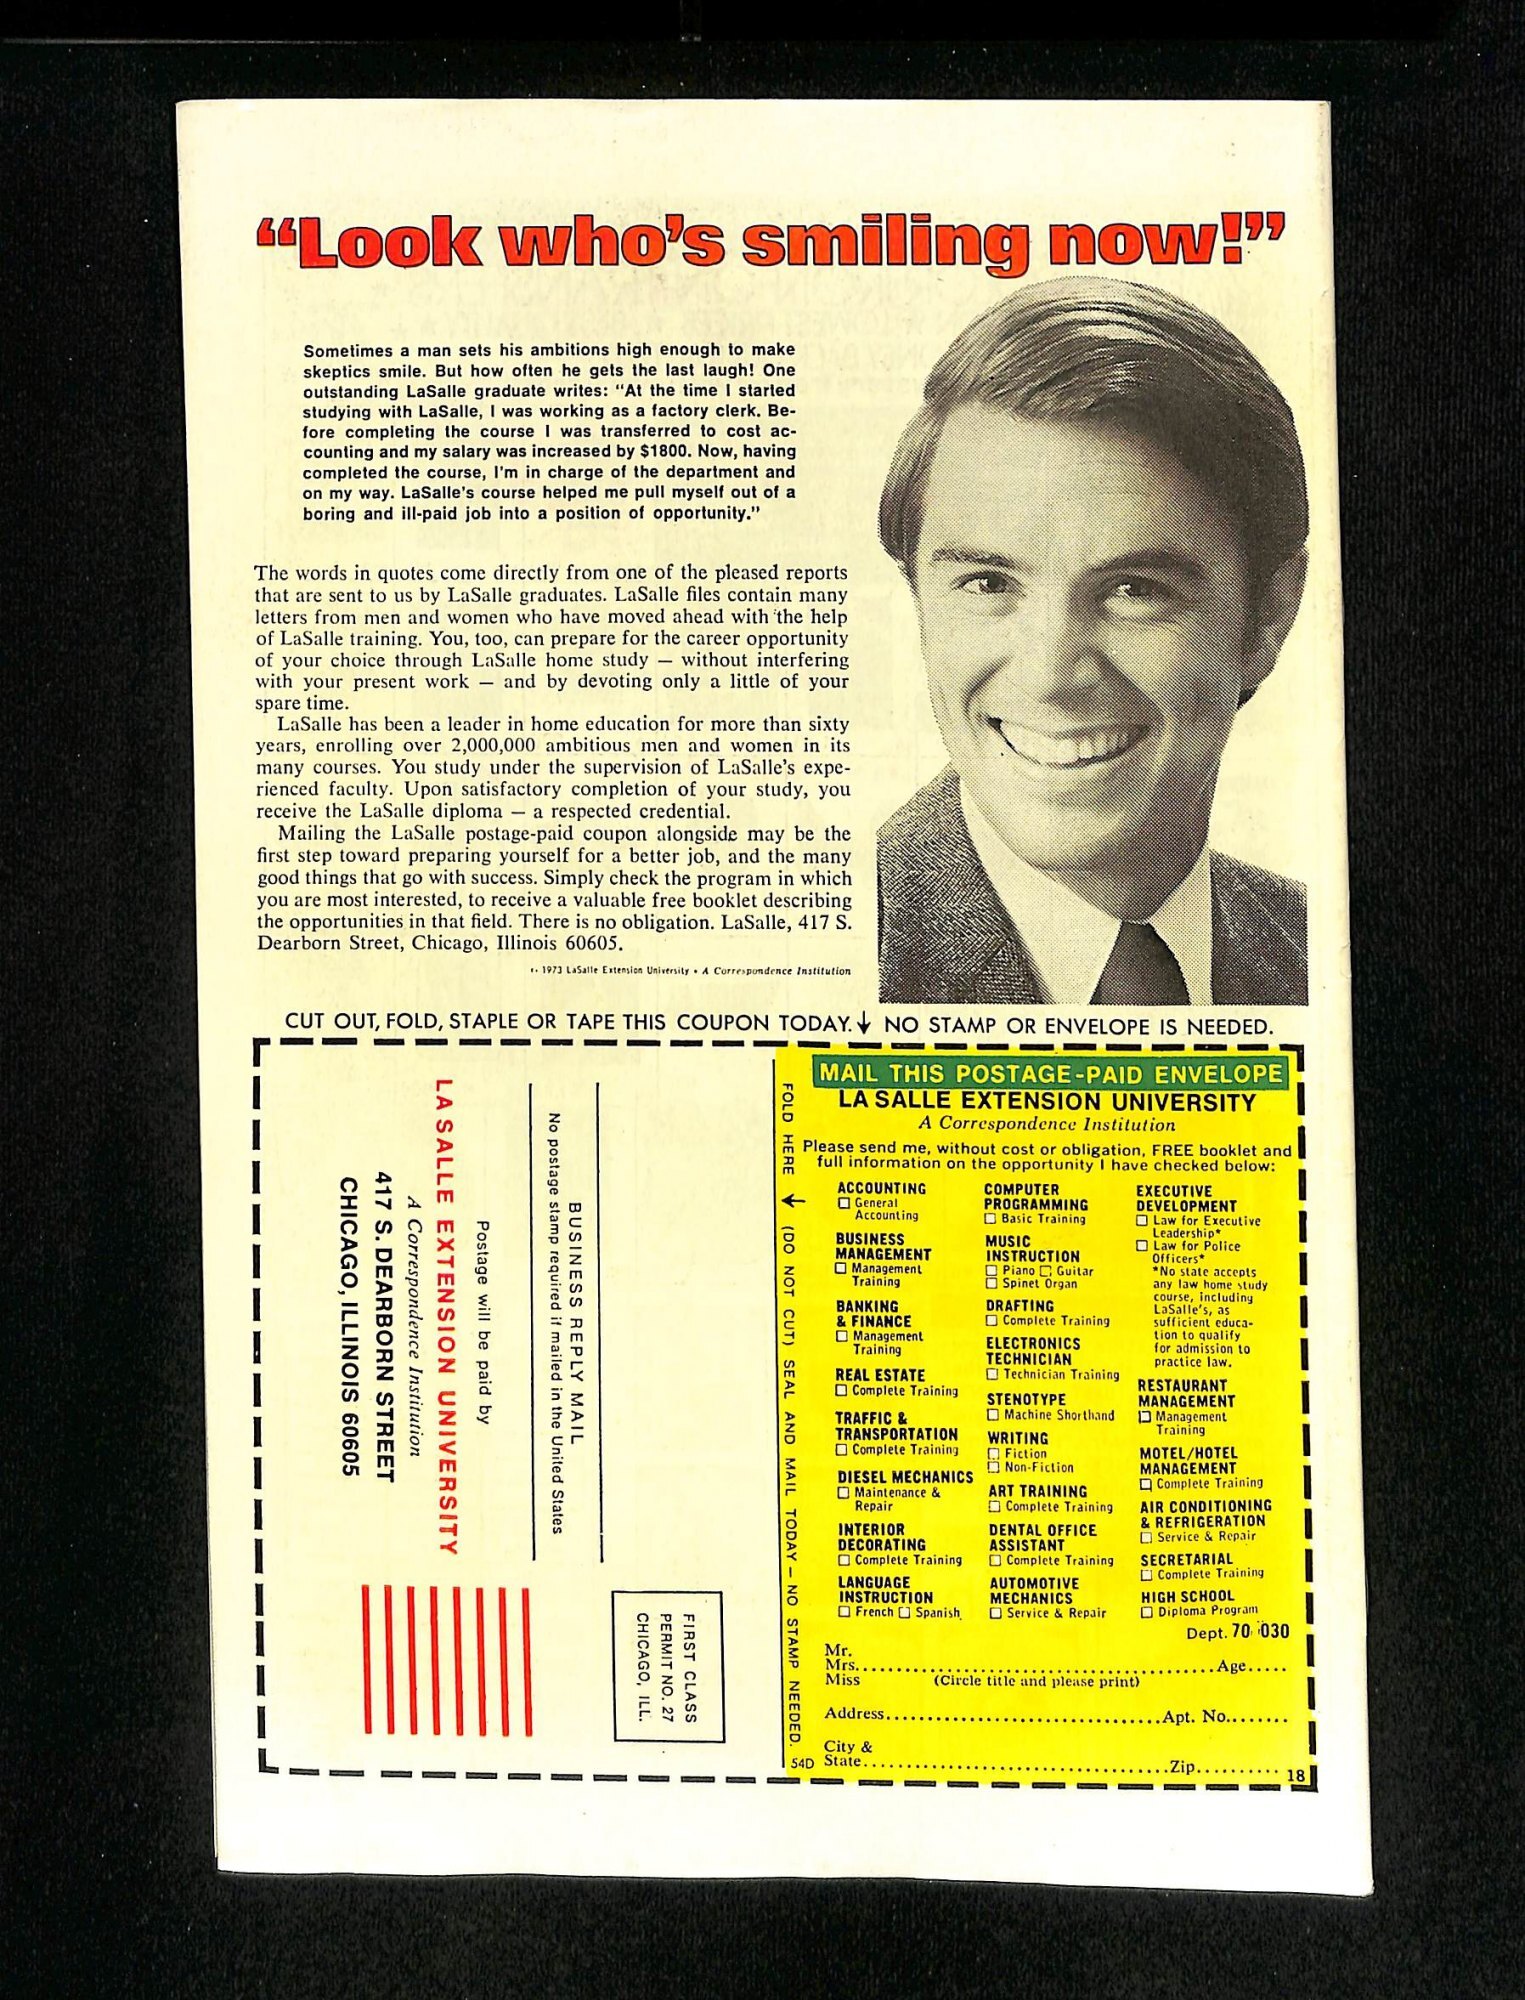 “Look who's smiling now!”
Sometimes a man sets his ambitions high enough to make
skeptics smile. But how often he gets the last laugh! One
outstanding LaSalle graduate writes: “At the time I started
studying with LaSalle, I was working as a factory clerk. Be-
fore completing the course I was transferred to cost ac-
counting and my salary was increased by $1800. Now, having
completed the course, I'm in charge of the department and
on my way. LaSalle's course helped me pull myself out of a
boring and ill-paid job into a position of opportunity.”
The words in quotes come directly from one of the pleased reports
that are sent to us by LaSalle graduates. LaSalle files contain many
letters from men and women who have moved ahead with the help
of LaSalle training. You, too, can prepare for the career opportunity
of your choice through LaSalle home study — without interfering
with your present work — and by devoting only a little of your
spare time.
LaSalle has been a leader in home education for more than sixty
years, enrolling over 2,000,000 ambitious men and women in its
many courses. You study under the supervision of LaSalle's expe-
rienced faculty. Upon satisfactory completion of your study, you
receive the LaSalle diploma — a respected credential.
Mailing the LaSalle postage-paid coupon alongside may be the
first step toward preparing yourself for a better job, and the many
good things that go with success. Simply check the program in which
you are most interested, to receive a valuable free booklet describing
the opportunities in that field. There is no obligation. LaSalle, 417 S.
Dearborn Street, Chicago, Illinois 60605.
1973 LaSalle Extension University • A Correspondence Institution
CUT OUT, FOLD, STAPLE OR TAPE THIS COUPON TODAY. ↓ NO STAMP OR ENVELOPE IS NEEDED.
FIRST CLASS
PERMIT NO. 27
CHICAGO, ILL.
BUSINESS REPLY MAIL
No postage stamp required if mailed in the United States
Postage will be paid by
LA SALLE EXTENSION UNIVERSITY
A Correspondence Institution
417 S. DEARBORN STREET
CHICAGO, ILLINOIS 60605
FOLD HERE ↓ (DO NOT CUT) SEAL AND MAIL TODAY — NO STAMP NEEDED.
MAIL THIS POSTAGE-PAID ENVELOPE
LA SALLE EXTENSION UNIVERSITY
A Correspondence Institution
Please send me, without cost or obligation, FREE booklet and
full information on the opportunity I have checked below:
ACCOUNTING
☐ General
Accounting
BUSINESS
MANAGEMENT
☐ Management
Training
BANKING
& FINANCE
☐ Management
Training
REAL ESTATE
☐ Complete Training
TRAFFIC &
TRANSPORTATION
☐ Complete Training
DIESEL MECHANICS
☐ Maintenance &
Repair
INTERIOR
DECORATING
☐ Complete Training
LANGUAGE
INSTRUCTION
☐ French ☐ Spanish
COMPUTER
PROGRAMMING
☐ Basic Training
MUSIC
INSTRUCTION
☐ Piano ☐ Guitar
☐ Spinet Organ
DRAFTING
☐ Complete Training
ELECTRONICS
TECHNICIAN
☐ Technician Training
STENOTYPE
☐ Machine Shorthand
WRITING
☐ Fiction
☐ Non-Fiction
ART TRAINING
☐ Complete Training
DENTAL OFFICE
ASSISTANT
☐ Complete Training
AUTOMOTIVE
MECHANICS
☐ Service & Repair
EXECUTIVE
DEVELOPMENT
☐ Law for Executive
Leadership*
☐ Law for Police
Officers*
*No state accepts
any law home study
course, including
LaSalle's, as
sufficient educa-
tion to qualify
for admission to
practice law.
RESTAURANT
MANAGEMENT
☐ Management
Training
MOTEL/HOTEL
MANAGEMENT
☐ Complete Training
AIR CONDITIONING
& REFRIGERATION
☐ Service & Repair
SECRETARIAL
☐ Complete Training
HIGH SCHOOL
☐ Diploma Program
Dept. 70-030
Mr.
Mrs. Age
Miss (Circle title and please print)
Address Apt. No.
City &
54D State Zip 18